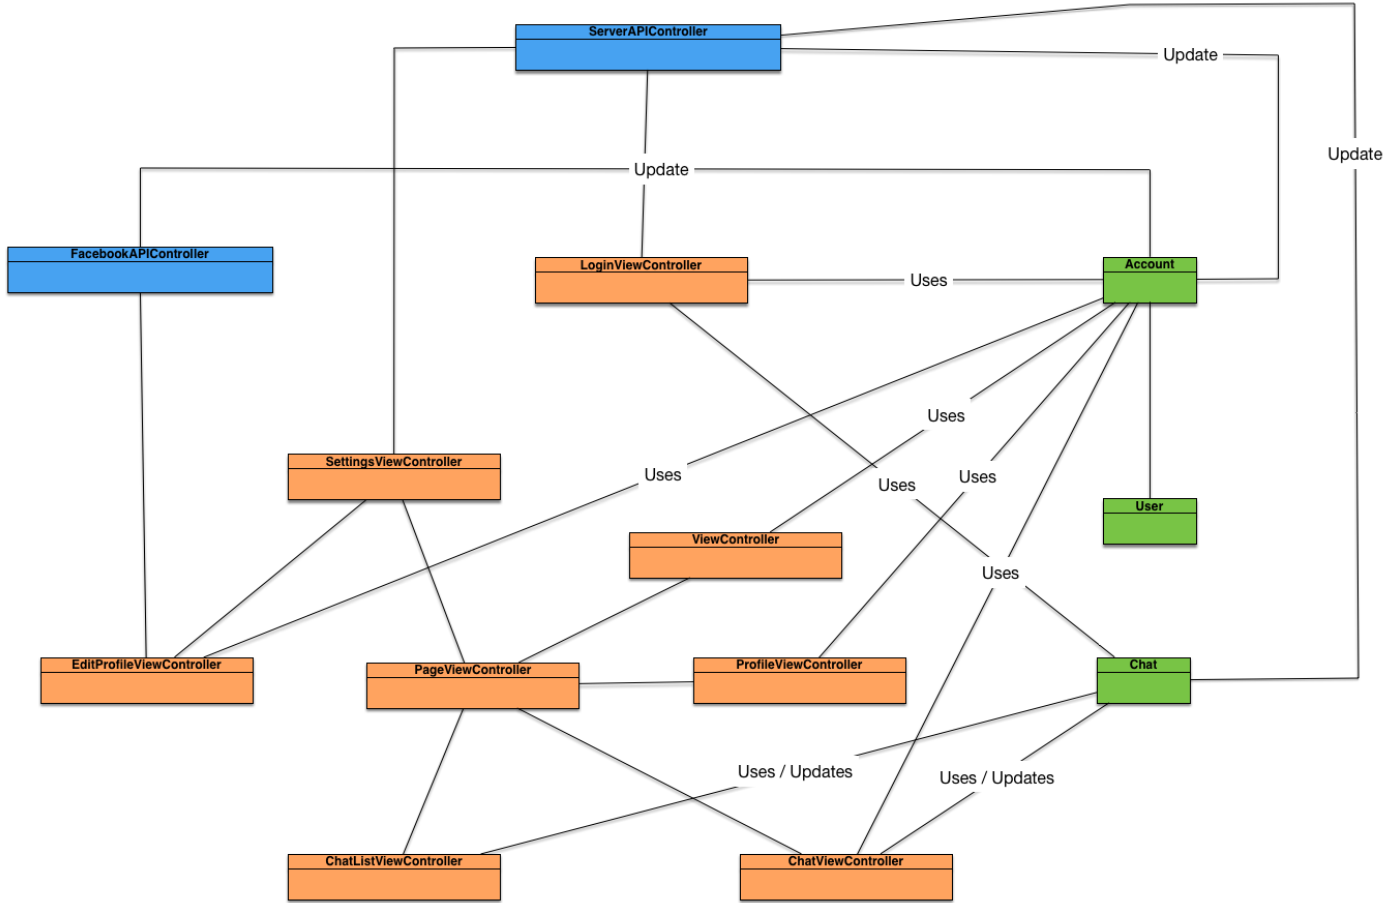 ServerAPIController
Update
Update
Update
FacebookAPIController
LoginViewController
Uses
Account
Uses
SettingsViewController
Uses
Uses
Uses
User
ViewController
Uses
EditProfileViewController
PageViewController
ProfileViewController
Chat
Uses / Updates
Uses / Updates
ChatListViewController
ChatViewController